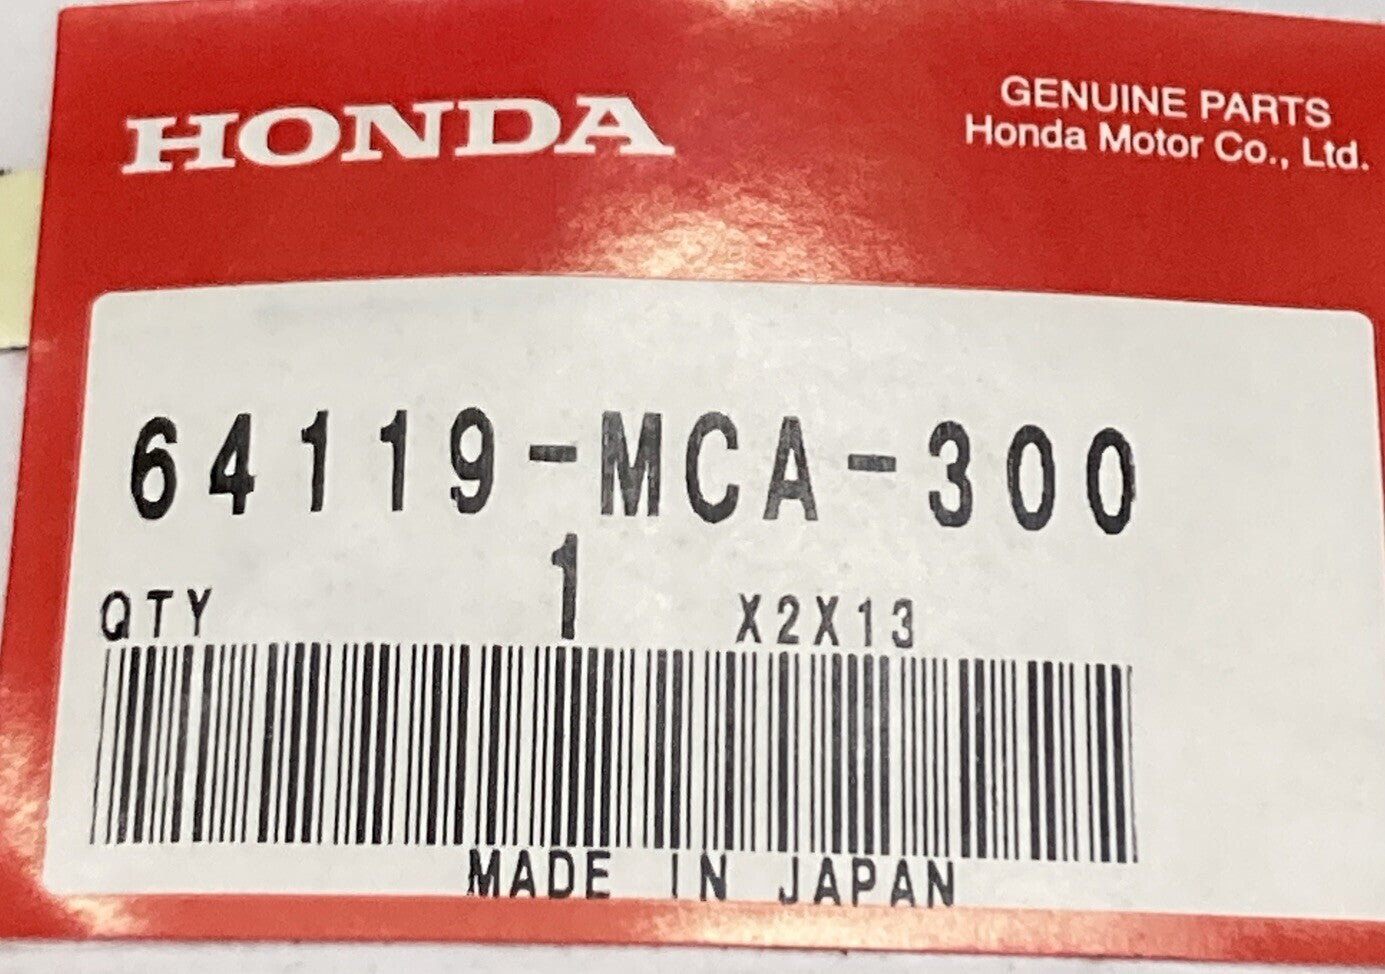 HONDA
GENUINE PARTS
Honda Motor Co., Ltd.
64119-MCA-300
QTY 1 X2X13
MADE IN JAPAN